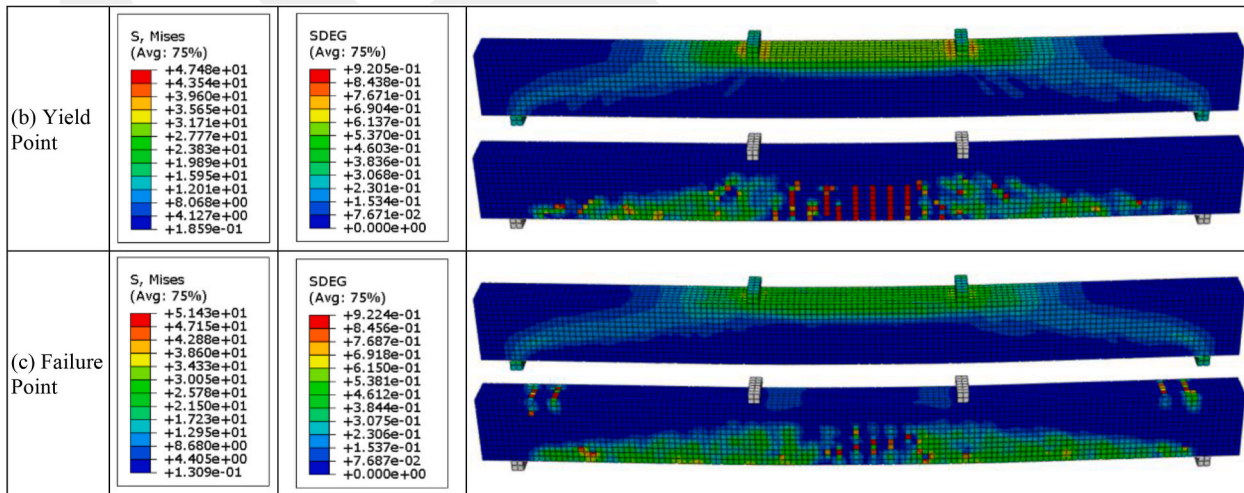 (b) Yield
Point
S, Mises
(Avg: 75%)
+4.748e+01
+4.354e+01
+3.960e+01
+3.565e+01
+3.171e+01
+2.777e+01
+2.383e+01
+1.989e+01
+1.595e+01
+1.201e+01
+8.068e+00
+4.127e+00
+1.859e-01
SDEG
(Avg: 75%)
+9.205e-01
+8.438e-01
+7.671e-01
+6.904e-01
+6.137e-01
+5.370e-01
+4.603e-01
+3.836e-01
+3.068e-01
+2.301e-01
+1.534e-01
+7.671e-02
+0.000e+00
(c) Failure
Point
S, Mises
(Avg: 75%)
+5.143e+01
+4.715e+01
+4.288e+01
+3.860e+01
+3.433e+01
+3.005e+01
+2.578e+01
+2.150e+01
+1.723e+01
+1.295e+01
+8.680e+00
+4.405e+00
+1.309e-01
SDEG
(Avg: 75%)
+9.224e-01
+8.456e-01
+7.687e-01
+6.918e-01
+6.150e-01
+5.381e-01
+4.612e-01
+3.844e-01
+3.075e-01
+2.306e-01
+1.537e-01
+7.687e-02
+0.000e+00